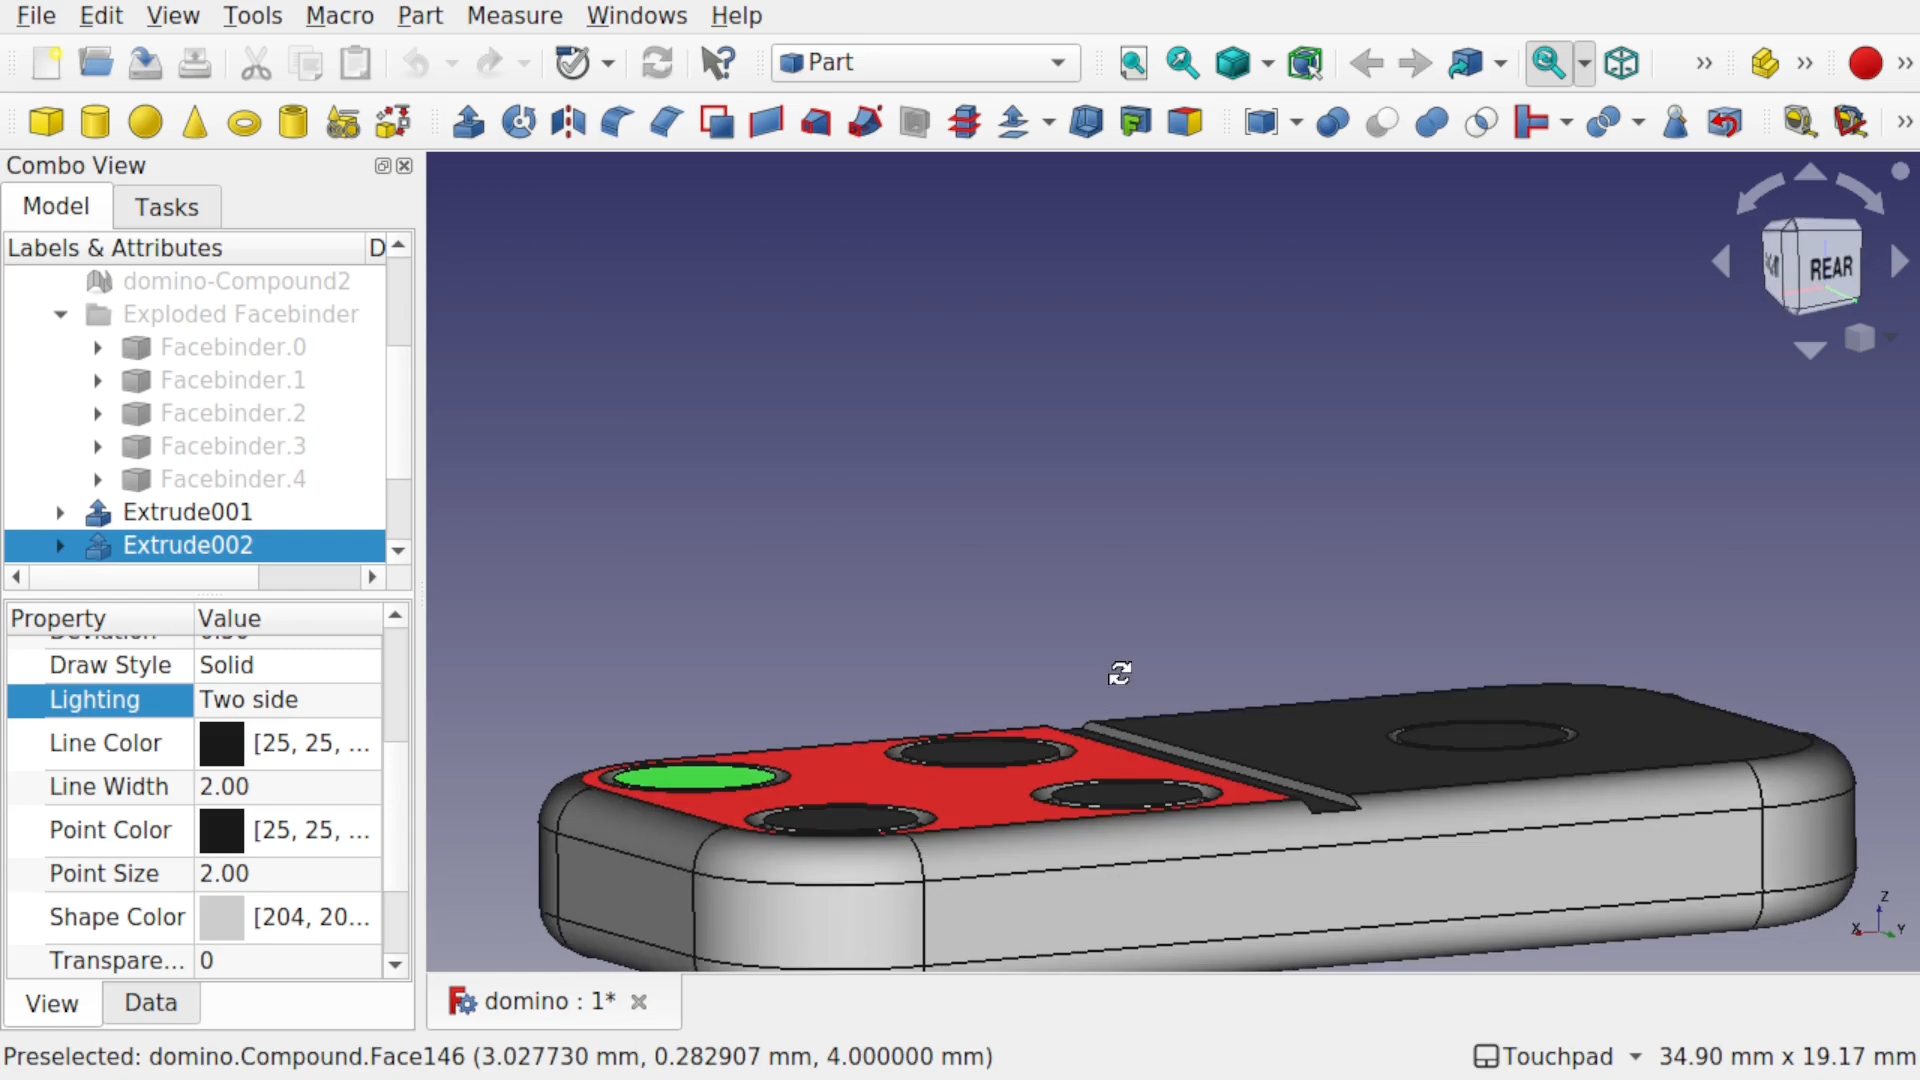 File Edit View Tools Macro Part Measure Windows Help
Part
Combo View
Model Tasks
Labels & Attributes D
domino-Compound2
Exploded Facebinder
Facebinder.0
Facebinder.1
Facebinder.2
Facebinder.3
Facebinder.4
Extrude001
Extrude002
Property Value
Draw Style Solid
Lighting Two side
Line Color [25, 25, ...
Line Width 2.00
Point Color [25, 25, ...
Point Size 2.00
Shape Color [204, 20...
Transpare... 0
View Data
REAR
Z
X Y
domino : 1*
Preselected: domino.Compound.Face146 (3.027730 mm, 0.282907 mm, 4.000000 mm)
Touchpad 34.90 mm x 19.17 mm